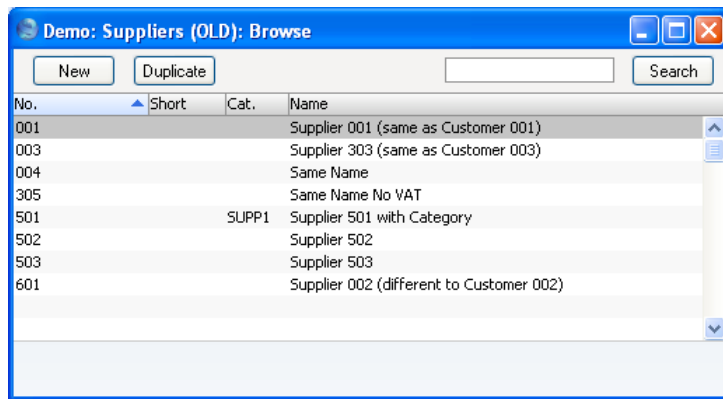 Demo: Suppliers (OLD): Browse
New Duplicate Search
No. Short Cat. Name
001 Supplier 001 (same as Customer 001)
003 Supplier 303 (same as Customer 003)
004 Same Name
305 Same Name No VAT
501 SUPP1 Supplier 501 with Category
502 Supplier 502
503 Supplier 503
601 Supplier 002 (different to Customer 002)